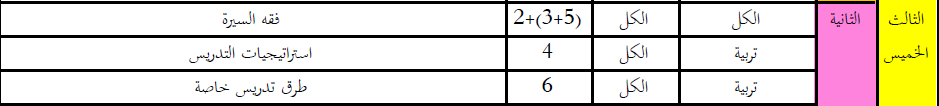 الثالث الثانية الكل الكل 2+(3+5) فقه السيرة
الخميس تربية الكل 4 استراتيجيات التدريس
تربية الكل 6 طرق تدريس خاصة